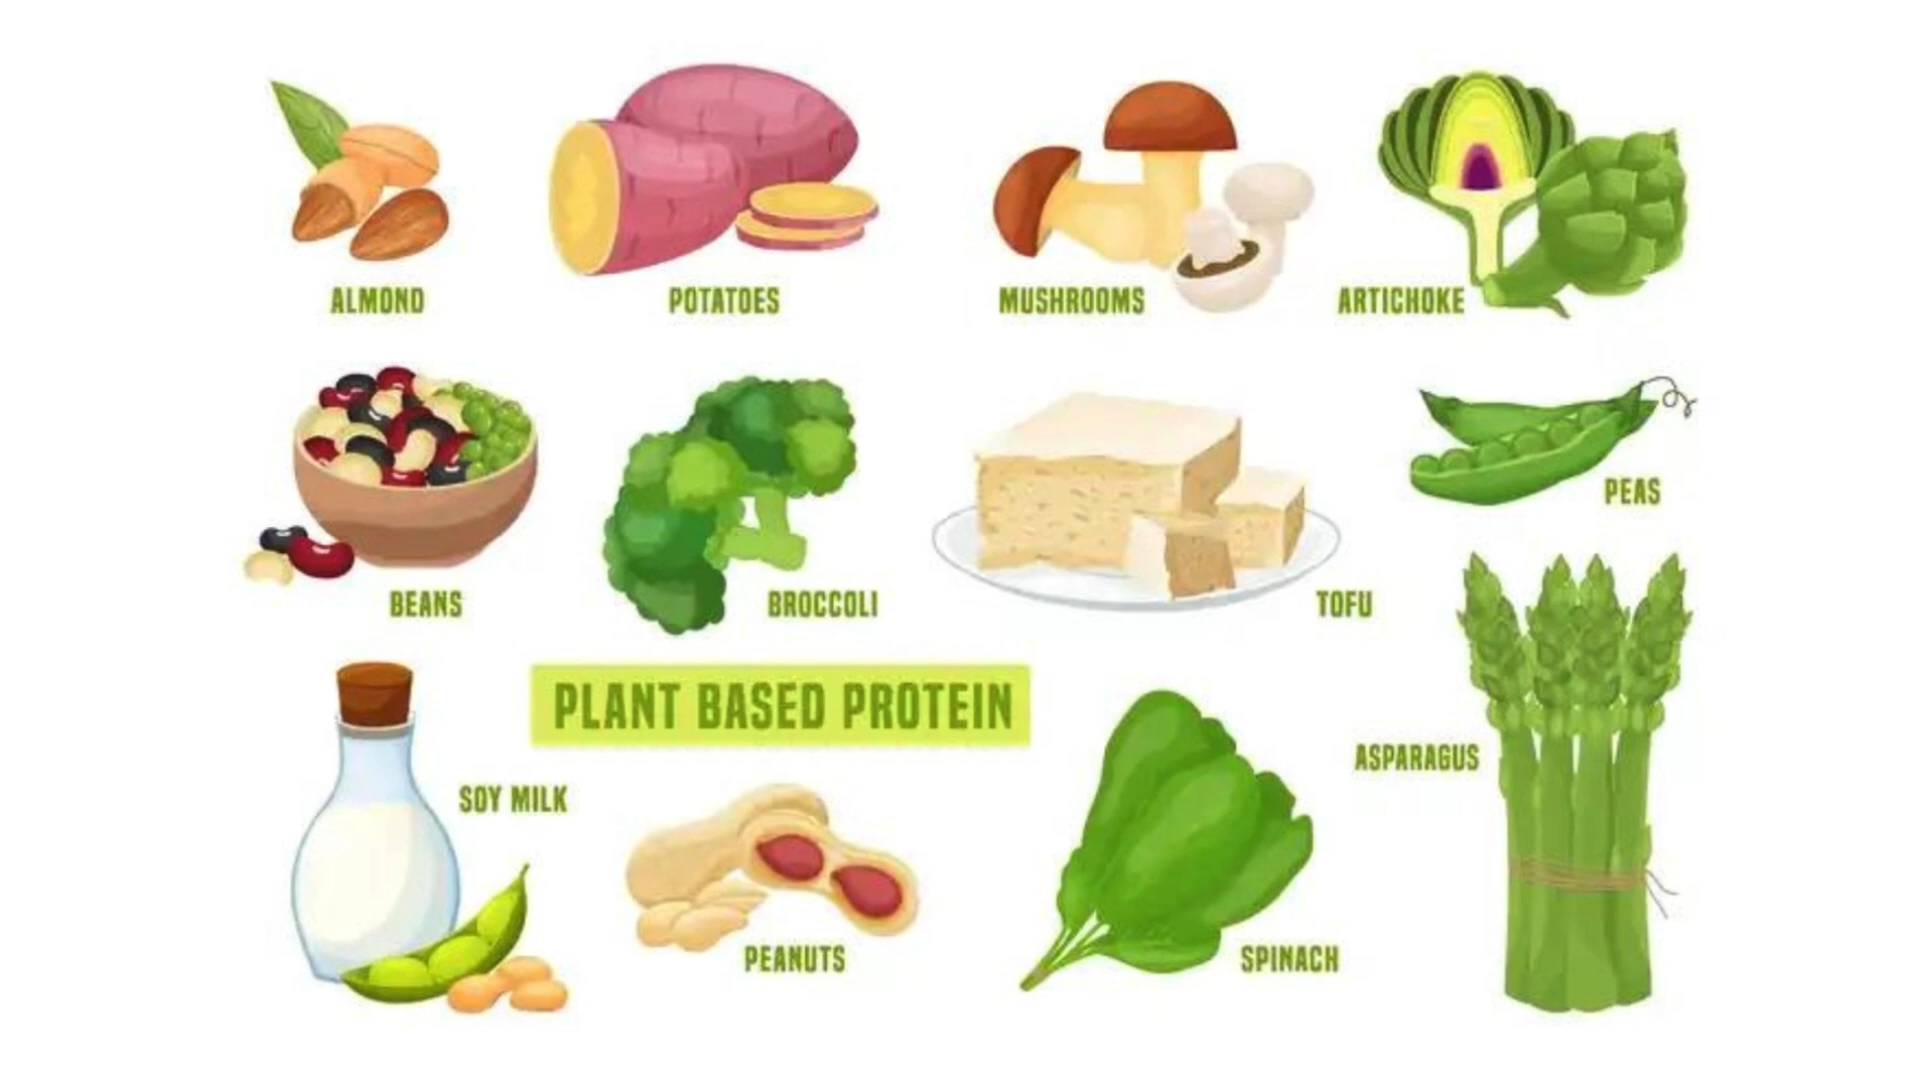 ALMOND
POTATOES
MUSHROOMS
ARTICHOKE
BEANS
BROCCOLI
TOFU
PEAS
PLANT BASED PROTEIN
SOY MILK
PEANUTS
SPINACH
ASPARAGUS